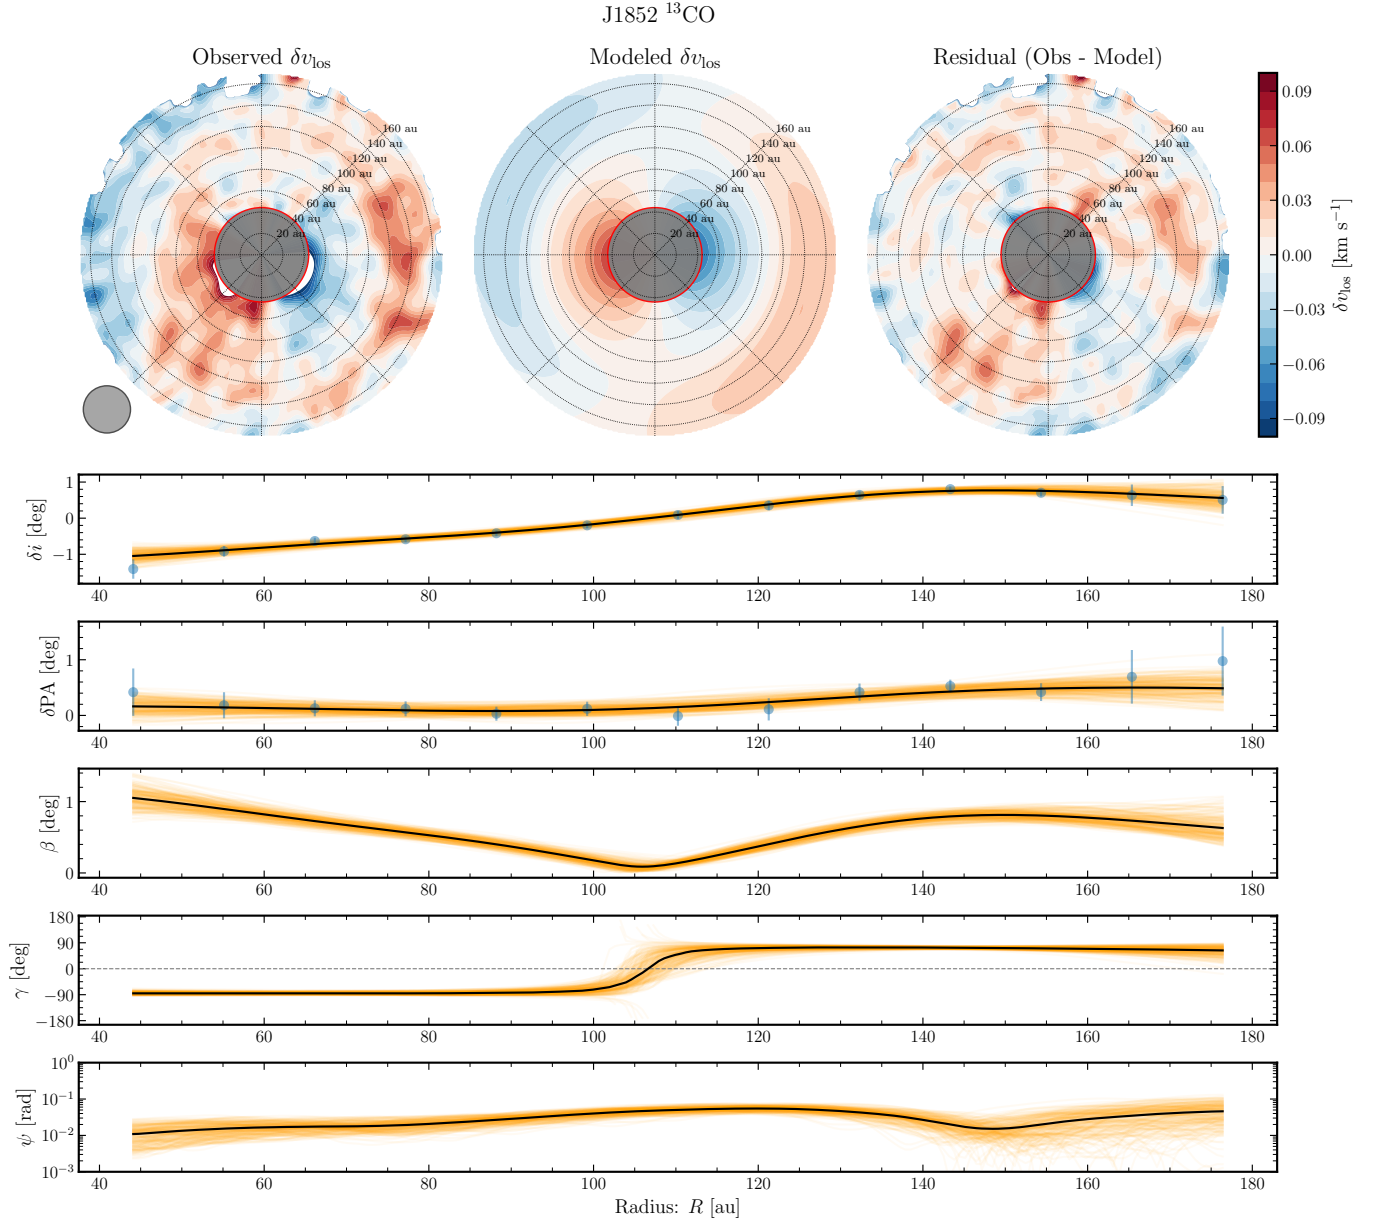 J1852 ¹³CO
Observed δv_los
Modeled δv_los
Residual (Obs - Model)
20 au
40 au
60 au
80 au
100 au
120 au
140 au
160 au
20 au
40 au
60 au
80 au
100 au
120 au
140 au
160 au
20 au
40 au
60 au
80 au
100 au
120 au
140 au
160 au
0.09
0.06
0.03
0.00
−0.03
−0.06
−0.09
δv_los [km s⁻¹]
δi [deg]
1
0
−1
40 60 80 100 120 140 160 180
δPA [deg]
1
0
40 60 80 100 120 140 160 180
β [deg]
1
0
40 60 80 100 120 140 160 180
γ [deg]
180
90
0
−90
−180
40 60 80 100 120 140 160 180
ψ [rad]
10⁰
10⁻¹
10⁻²
10⁻³
40 60 80 100 120 140 160 180
Radius: R [au]